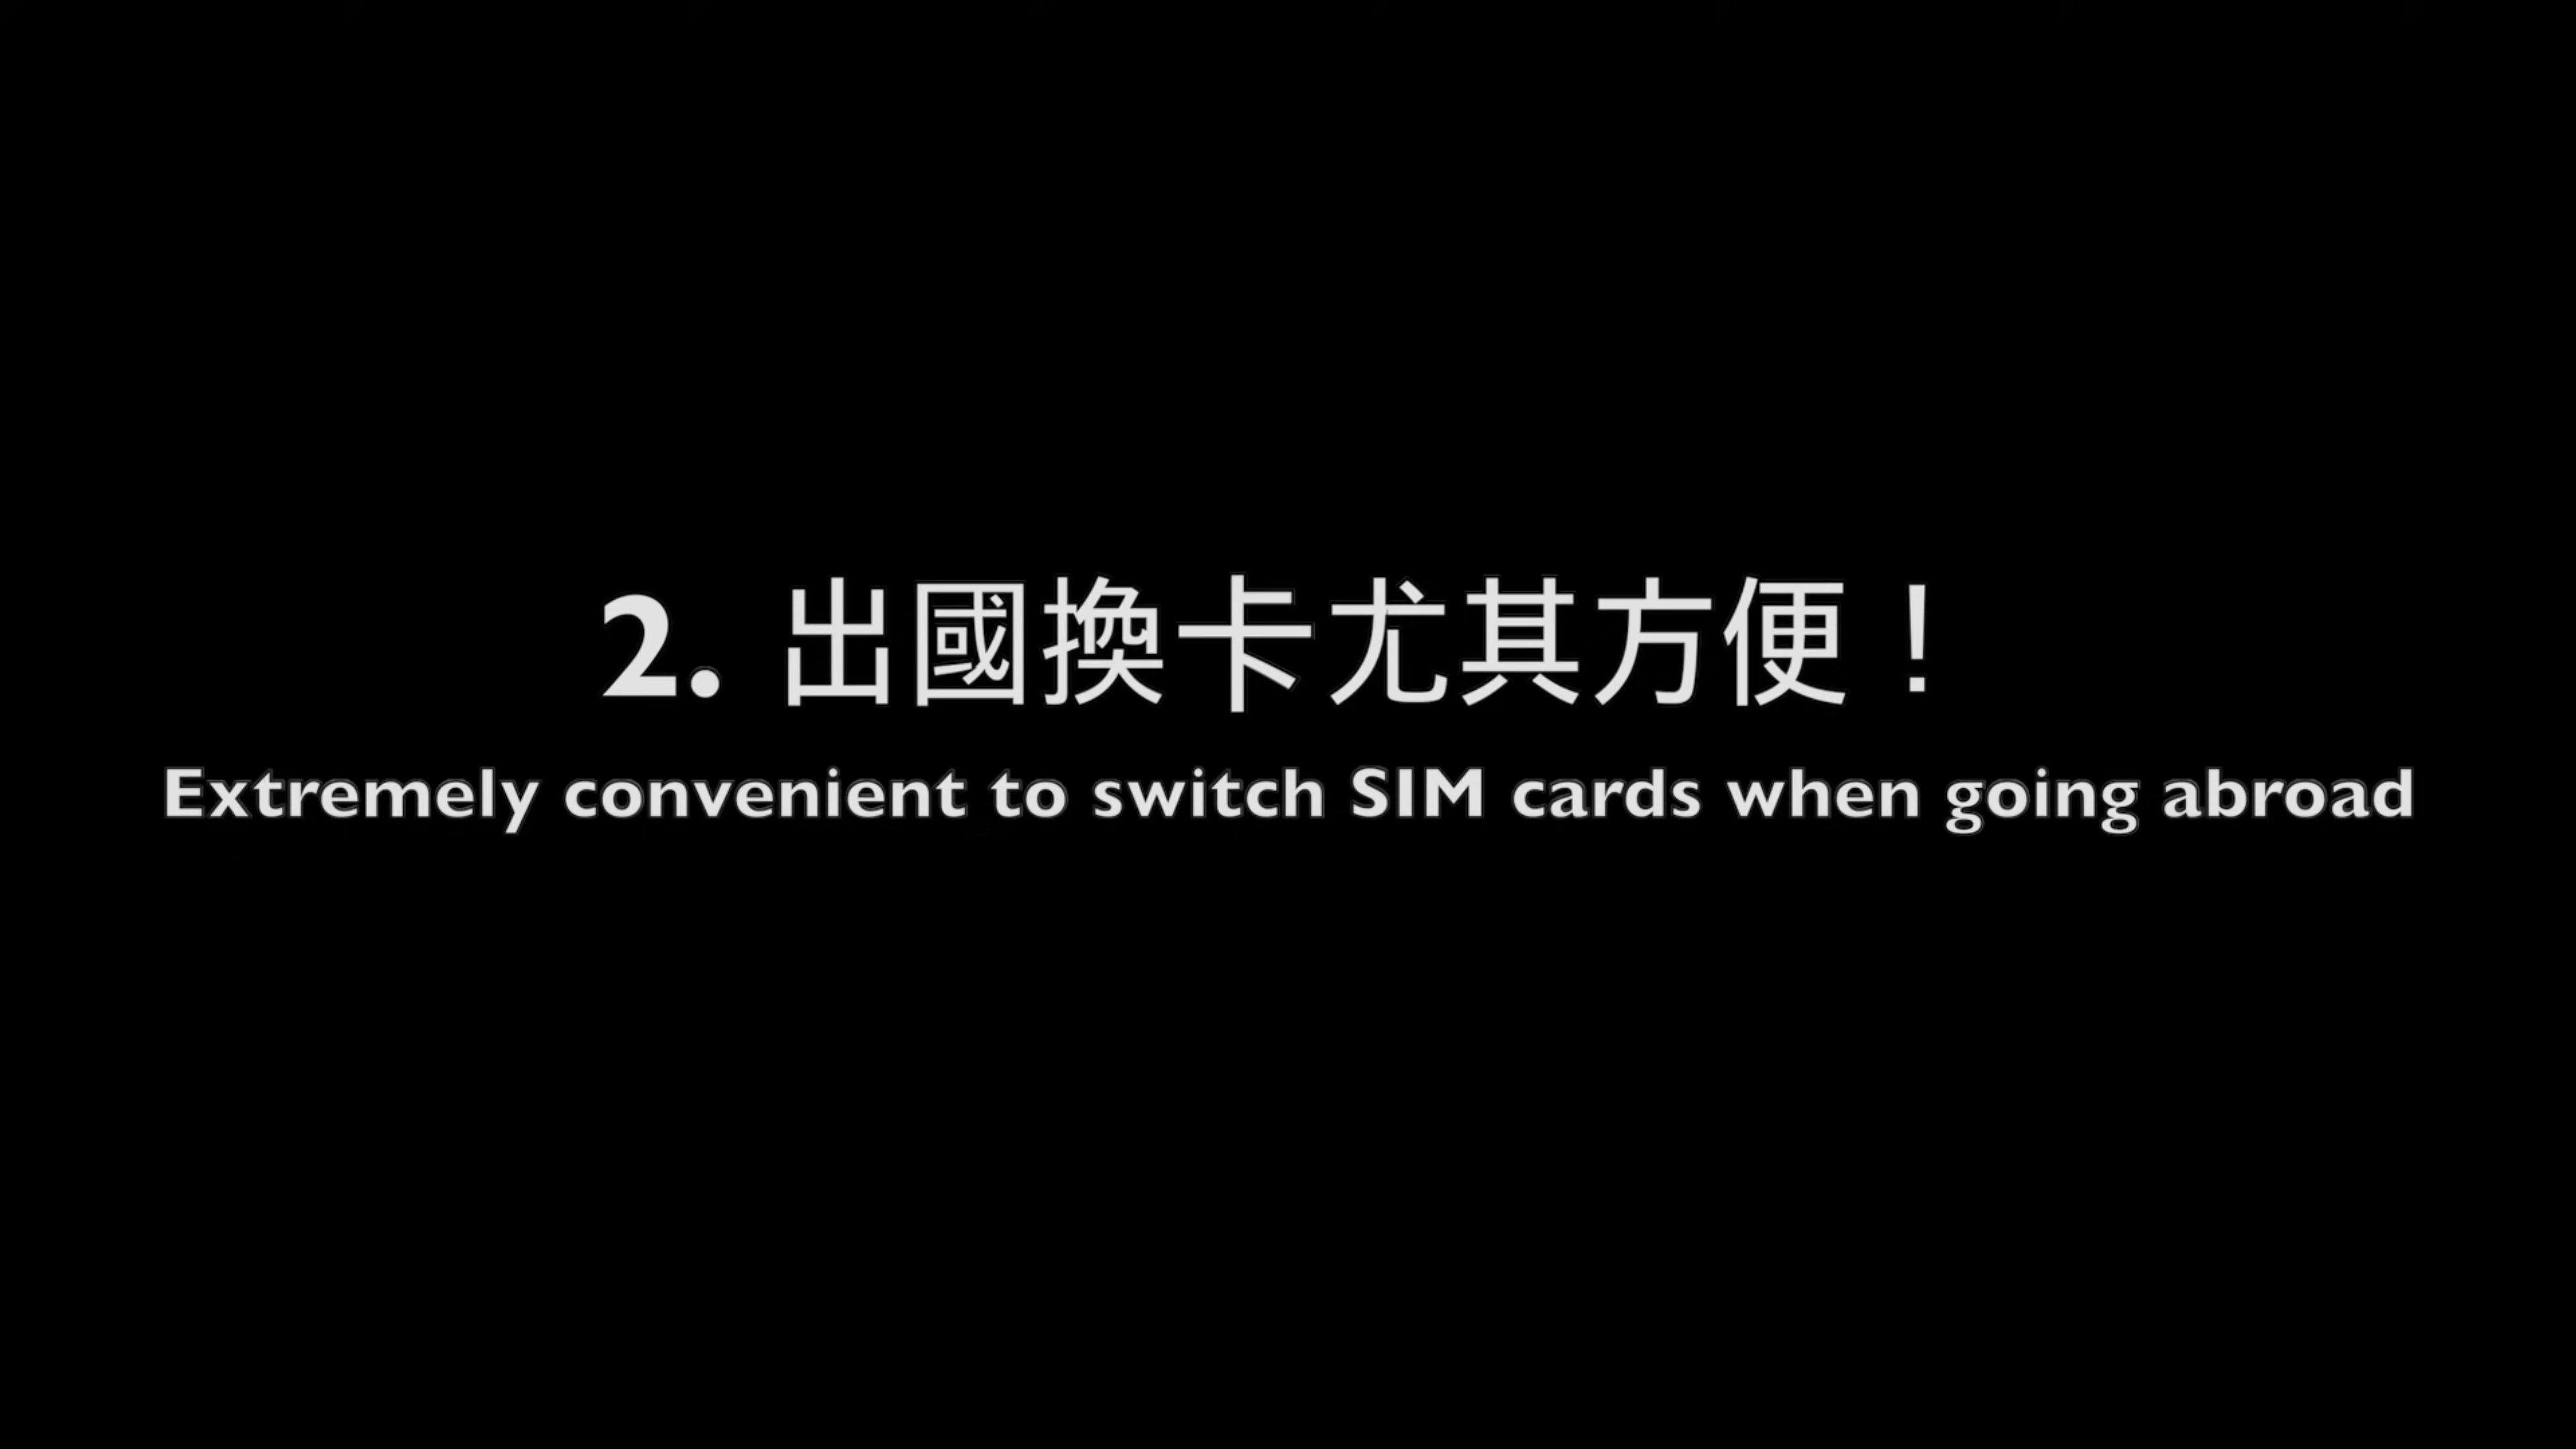 2. 出國換卡尤其方便！
Extremely convenient to switch SIM cards when going abroad